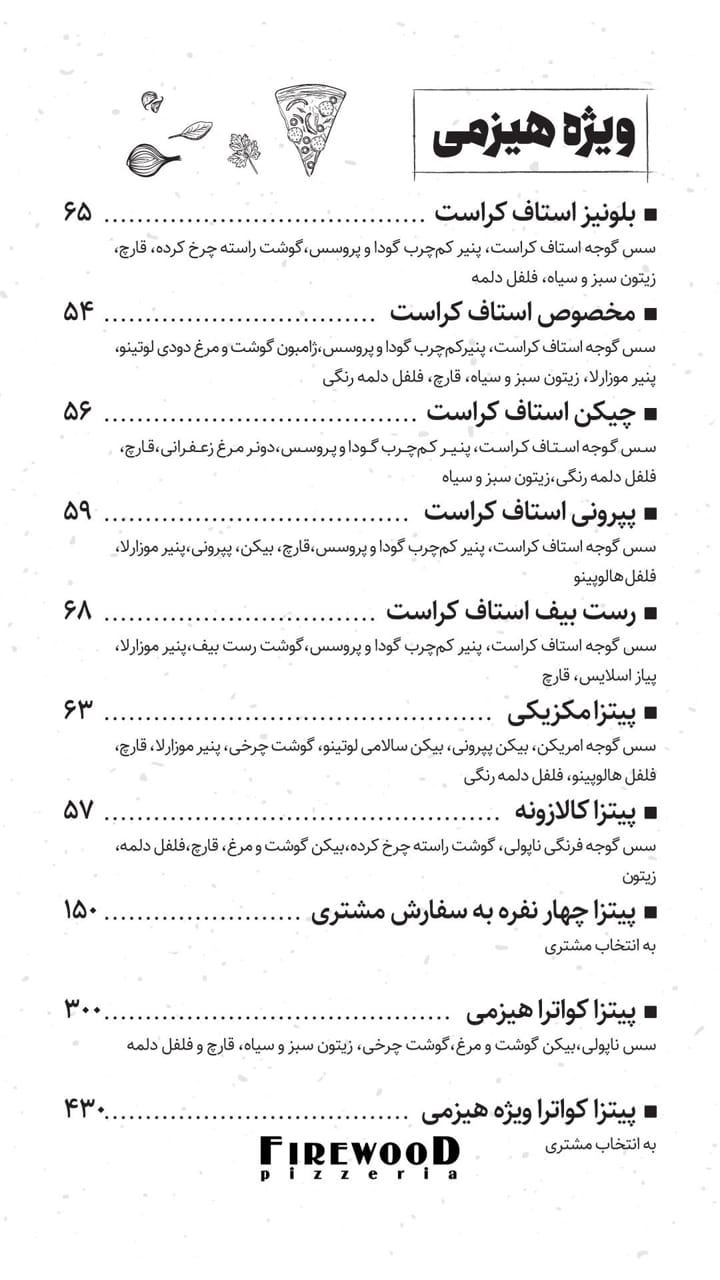 ویژه هیزمی
■ بلونیز استاف کراست ........................................ ۶۵
سس گوجه استاف کراست، پنیر کم‌چرب گودا و پروسس،گوشت راسته چرخ کرده، قارچ،
زیتون سبز و سیاه، فلفل دلمه
■ مخصوص استاف کراست .................................. ۵۴
سس گوجه استاف کراست، پنیرکم‌چرب گودا و پروسس،ژامبون گوشت و مرغ دودی لوتینو،
پنیر موزارلا، زیتون سبز و سیاه، قارچ، فلفل دلمه رنگی
■ چیکن استاف کراست ....................................... ۵۶
سس گوجه استاف کراست، پنیر کم‌چرب گودا و پروسس،دونر مرغ زعفرانی،قارچ،
فلفل دلمه رنگی،زیتون سبز و سیاه
■ پپرونی استاف کراست ...................................... ۵۹
سس گوجه استاف کراست، پنیر کم‌چرب گودا و پروسس،قارچ، بیکن، پپرونی،پنیر موزارلا،
فلفل هالوپینو
■ رست بیف استاف کراست .................................. ۶۸
سس گوجه استاف کراست، پنیر کم‌چرب گودا و پروسس،گوشت رست بیف،پنیر موزارلا،
پیاز اسلایس، قارچ
■ پیتزا مکزیکی ................................................ ۶۳
سس گوجه امریکن، بیکن پپرونی، بیکن سالامی لوتینو، گوشت چرخی، پنیر موزارلا، قارچ،
فلفل هالوپینو، فلفل دلمه رنگی
■ پیتزا کالازونه ................................................. ۵۷
سس گوجه فرنگی ناپولی، گوشت راسته چرخ کرده،بیکن گوشت و مرغ، قارچ،فلفل دلمه،
زیتون
■ پیتزا چهار نفره به سفارش مشتری ........................ ۱۵۰
به انتخاب مشتری
■ پیتزا کواترا هیزمی ........................................... ۳۰۰
سس ناپولی،بیکن گوشت و مرغ،گوشت چرخی، زیتون سبز و سیاه، قارچ و فلفل دلمه
■ پیتزا کواترا ویژه هیزمی ...................................... ۴۳۰
به انتخاب مشتری
FIREWOOD
pizzeria